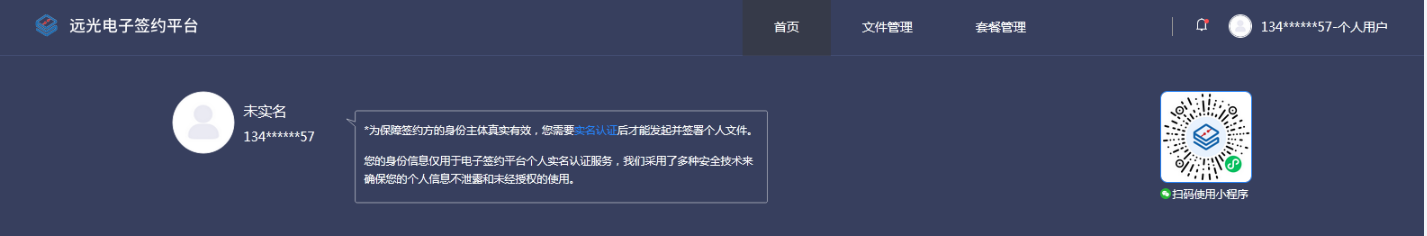 远光电子签约平台
首页
文件管理
套餐管理
134******57-个人用户
未实名
134******57
*为保障签约方的身份主体真实有效，您需要实名认证后才能发起并签署个人文件。
您的身份信息仅用于电子签约平台个人实名认证服务，我们采用了多种安全技术来
确保您的个人信息不泄露和未经授权的使用。
扫码使用小程序